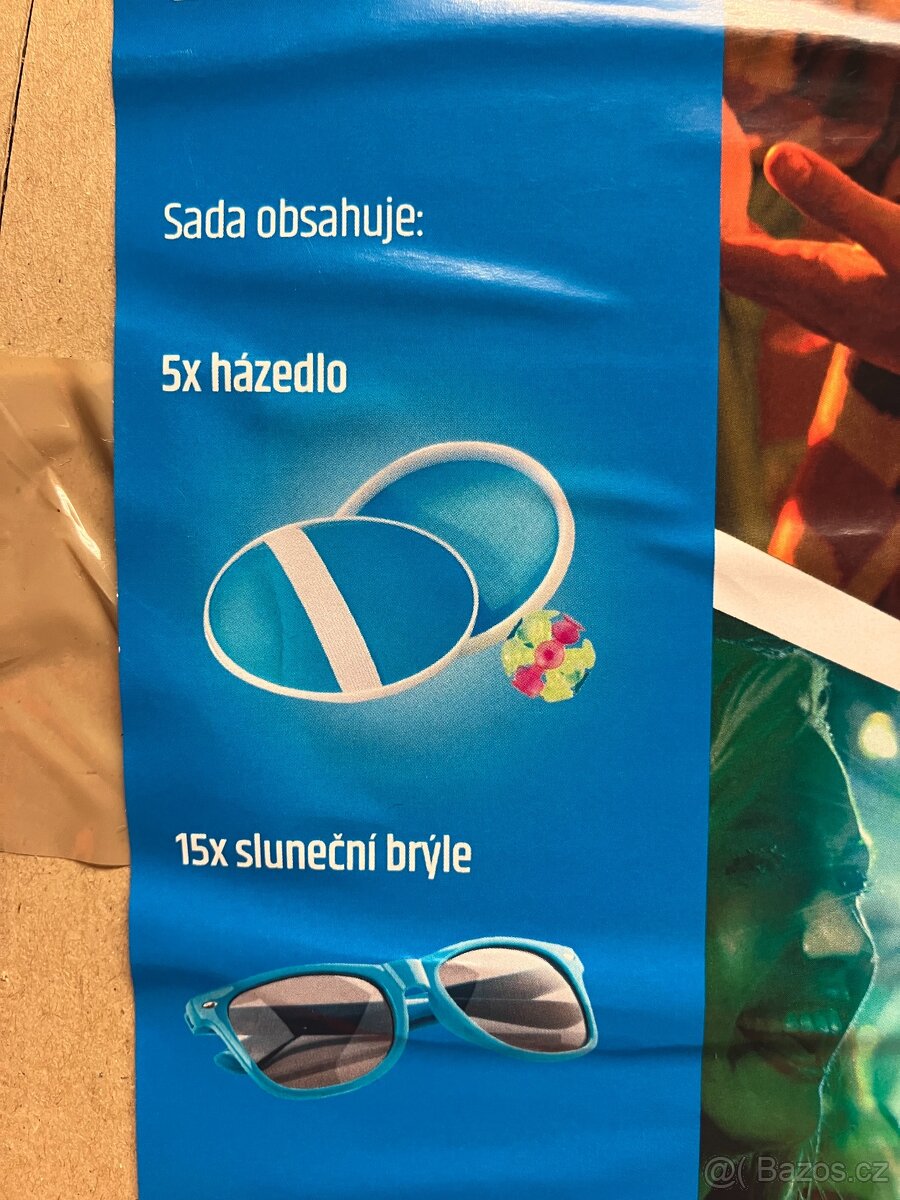 Sada obsahuje:
5x házedlo
15x sluneční brýle
@( Bazos.cz